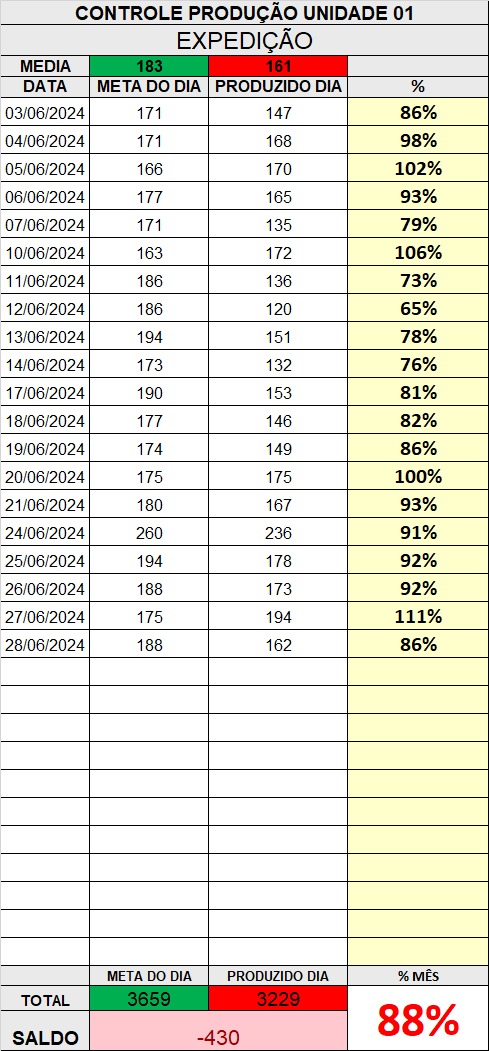 CONTROLE PRODUÇÃO UNIDADE 01
EXPEDIÇÃO
MEDIA 183 161
DATA META DO DIA PRODUZIDO DIA %
03/06/2024 171 147 86%
04/06/2024 171 168 98%
05/06/2024 166 170 102%
06/06/2024 177 165 93%
07/06/2024 171 135 79%
10/06/2024 163 172 106%
11/06/2024 186 136 73%
12/06/2024 186 120 65%
13/06/2024 194 151 78%
14/06/2024 173 132 76%
17/06/2024 190 153 81%
18/06/2024 177 146 82%
19/06/2024 174 149 86%
20/06/2024 175 175 100%
21/06/2024 180 167 93%
24/06/2024 260 236 91%
25/06/2024 194 178 92%
26/06/2024 188 173 92%
27/06/2024 175 194 111%
28/06/2024 188 162 86%
META DO DIA PRODUZIDO DIA % MÊS
TOTAL 3659 3229 88%
SALDO -430